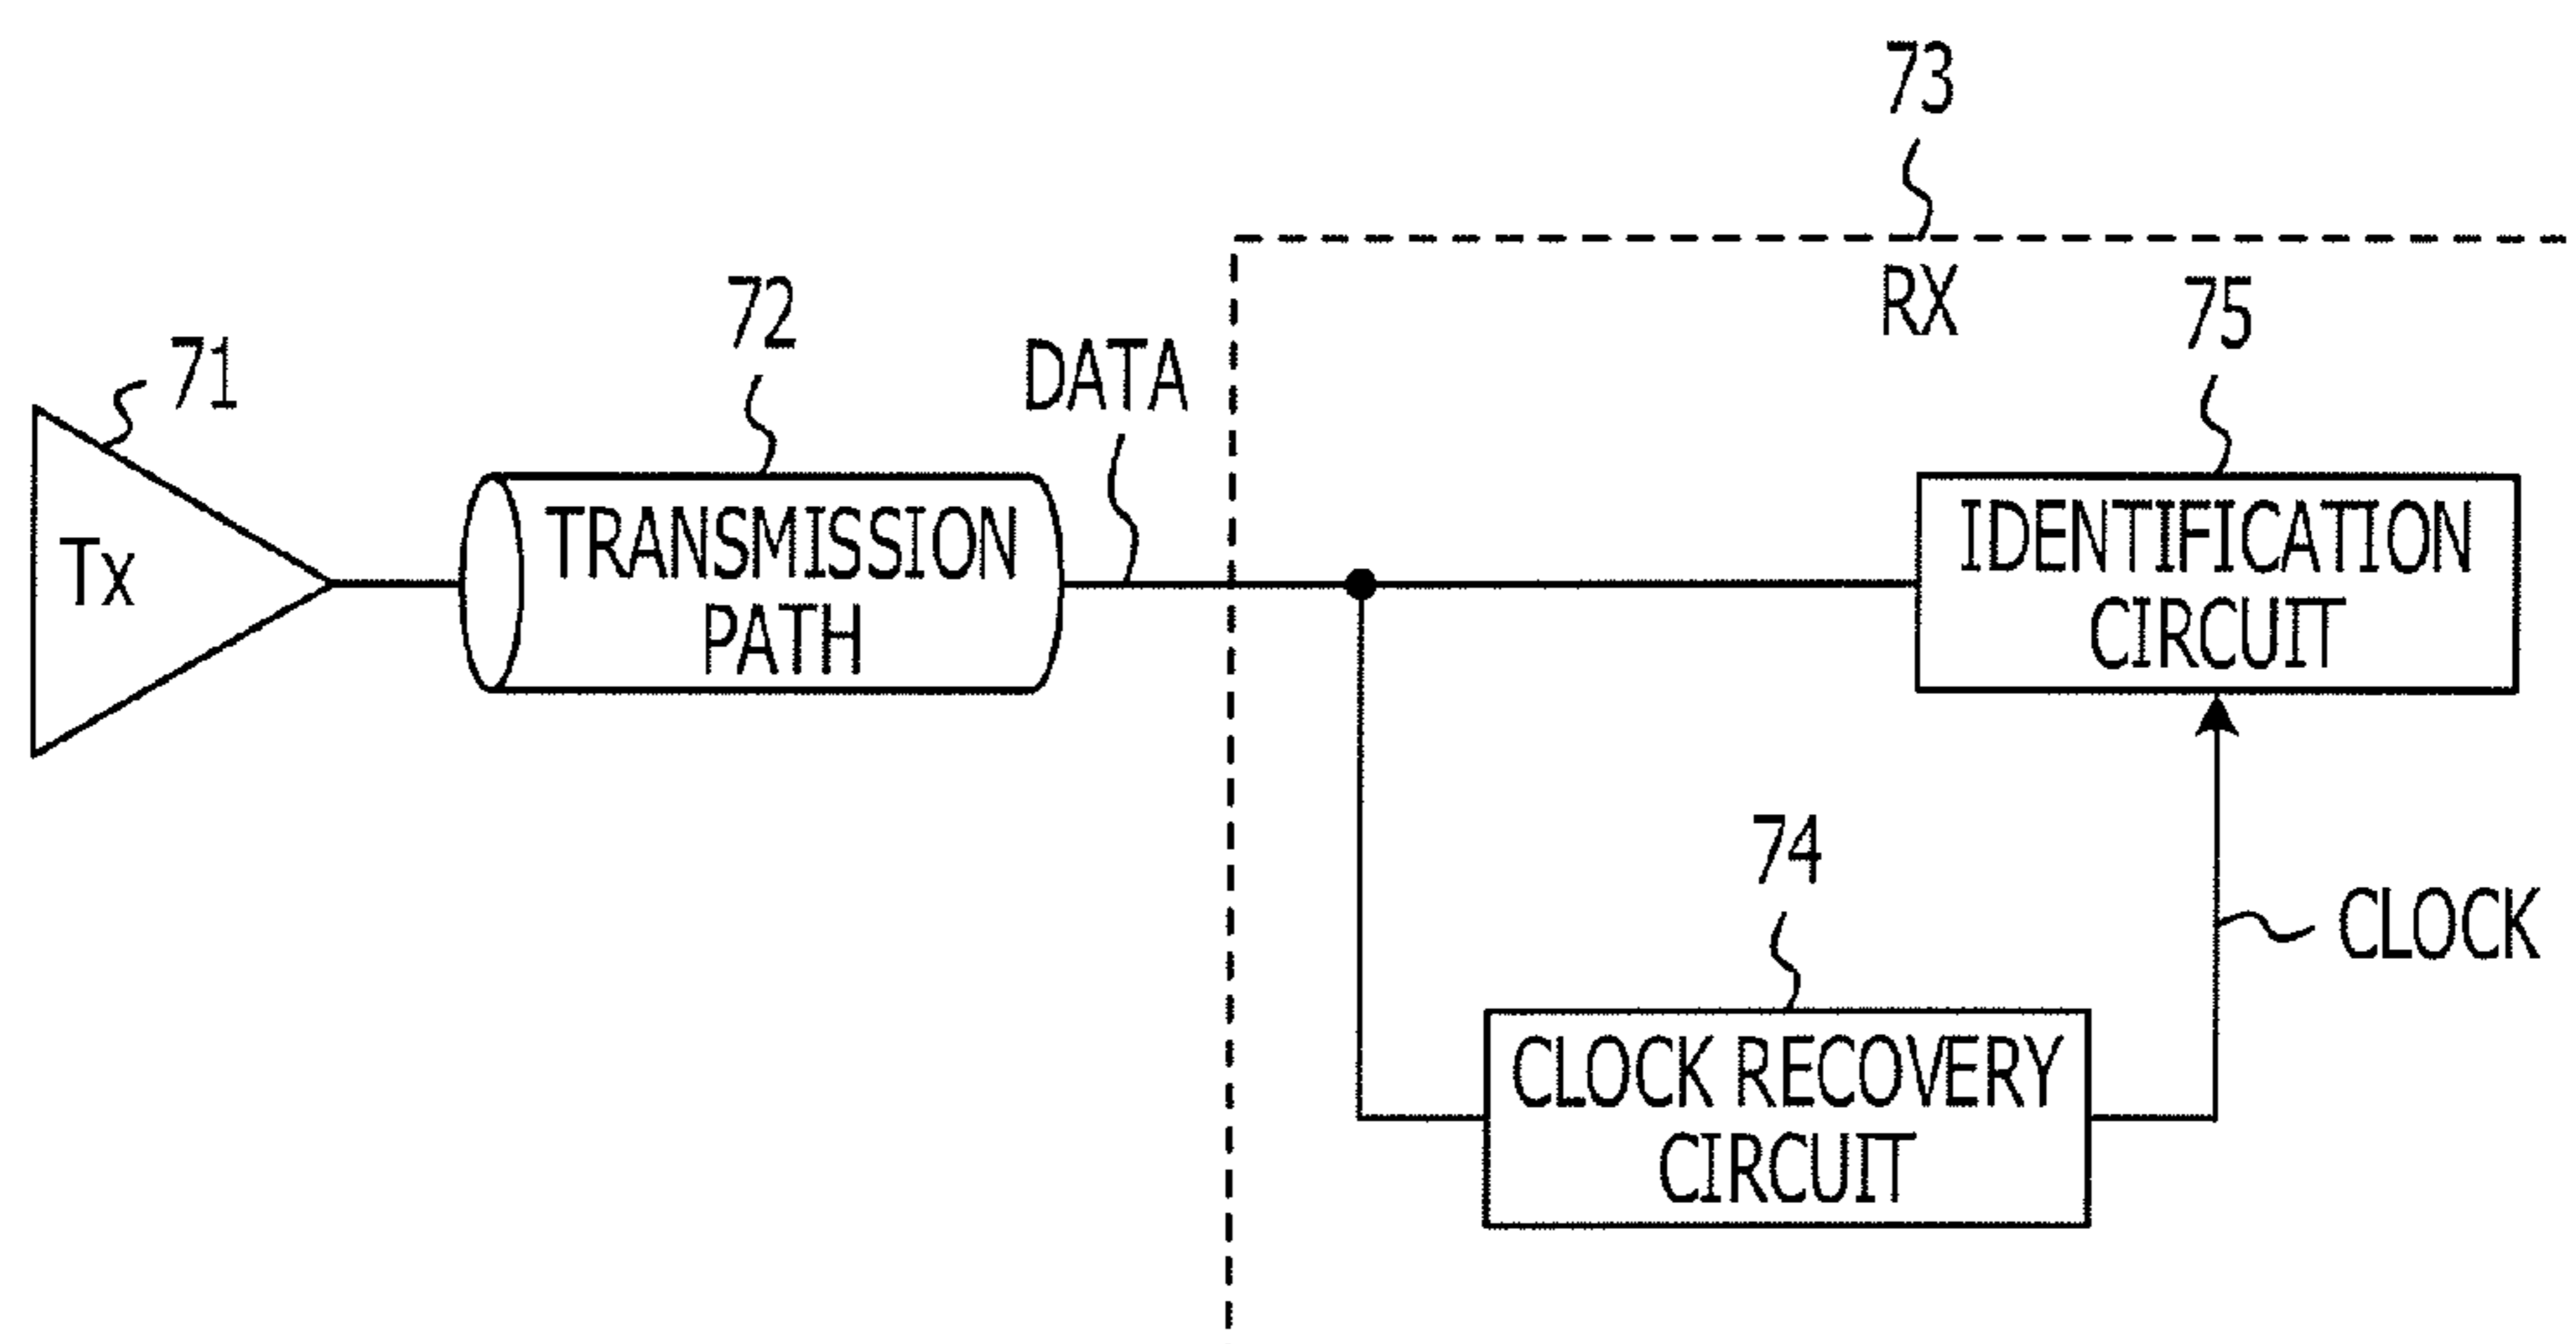 73
RX
72
75
71
DATA
Tx
TRANSMISSION
PATH
IDENTIFICATION
CIRCUIT
74
CLOCK
CLOCK RECOVERY
CIRCUIT